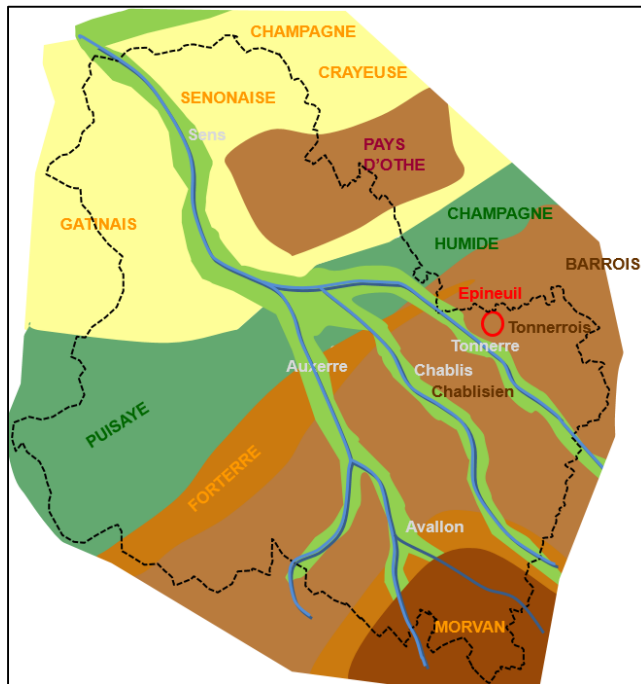 CHAMPAGNE
CRAYEUSE
SENONAISE
Sens
PAYS
D'OTHE
GATINAIS
CHAMPAGNE
HUMIDE
BARROIS
Epineuil
Tonnerrois
Tonnerre
Auxerre
Chablis
Chablisien
PUISAYE
FORTERRE
Avallon
MORVAN